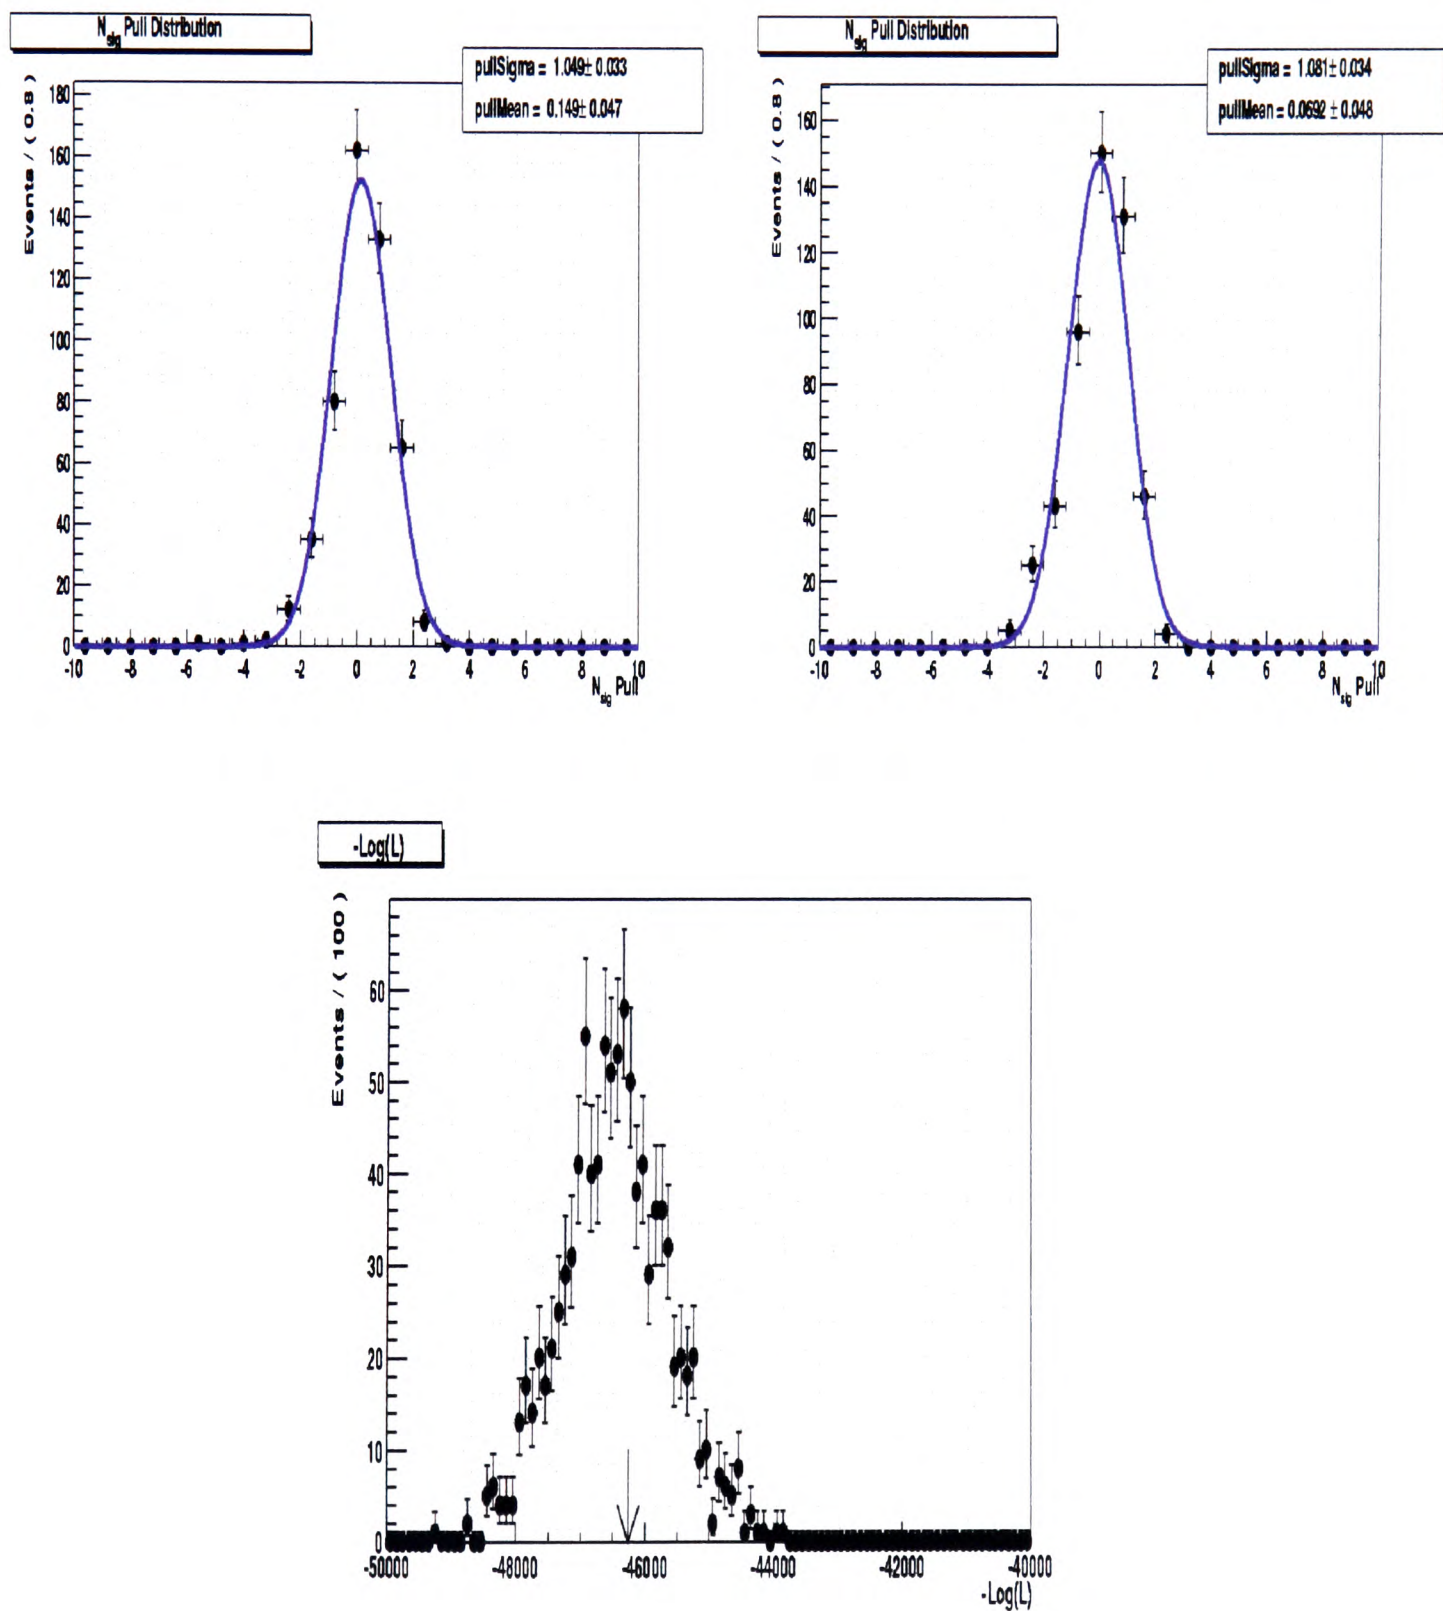 N_sig Pull Distribution
pullSigma = 1.049± 0.033
pullMean = 0.149± 0.047
Events / ( 0.8 )
180
160
140
120
100
80
60
40
20
0
-10 -8 -6 -4 -2 0 2 4 6 8 10
N_sig Pull
N_sig Pull Distribution
pullSigma = 1.081± 0.034
pullMean = 0.0692 ± 0.048
Events / ( 0.8 )
160
140
120
100
80
60
40
20
0
-10 -8 -6 -4 -2 0 2 4 6 8 10
N_sig Pull
-Log(L)
Events / ( 100 )
60
50
40
30
20
10
0
-50000 -48000 -46000 -44000 -42000 -40000
-Log(L)